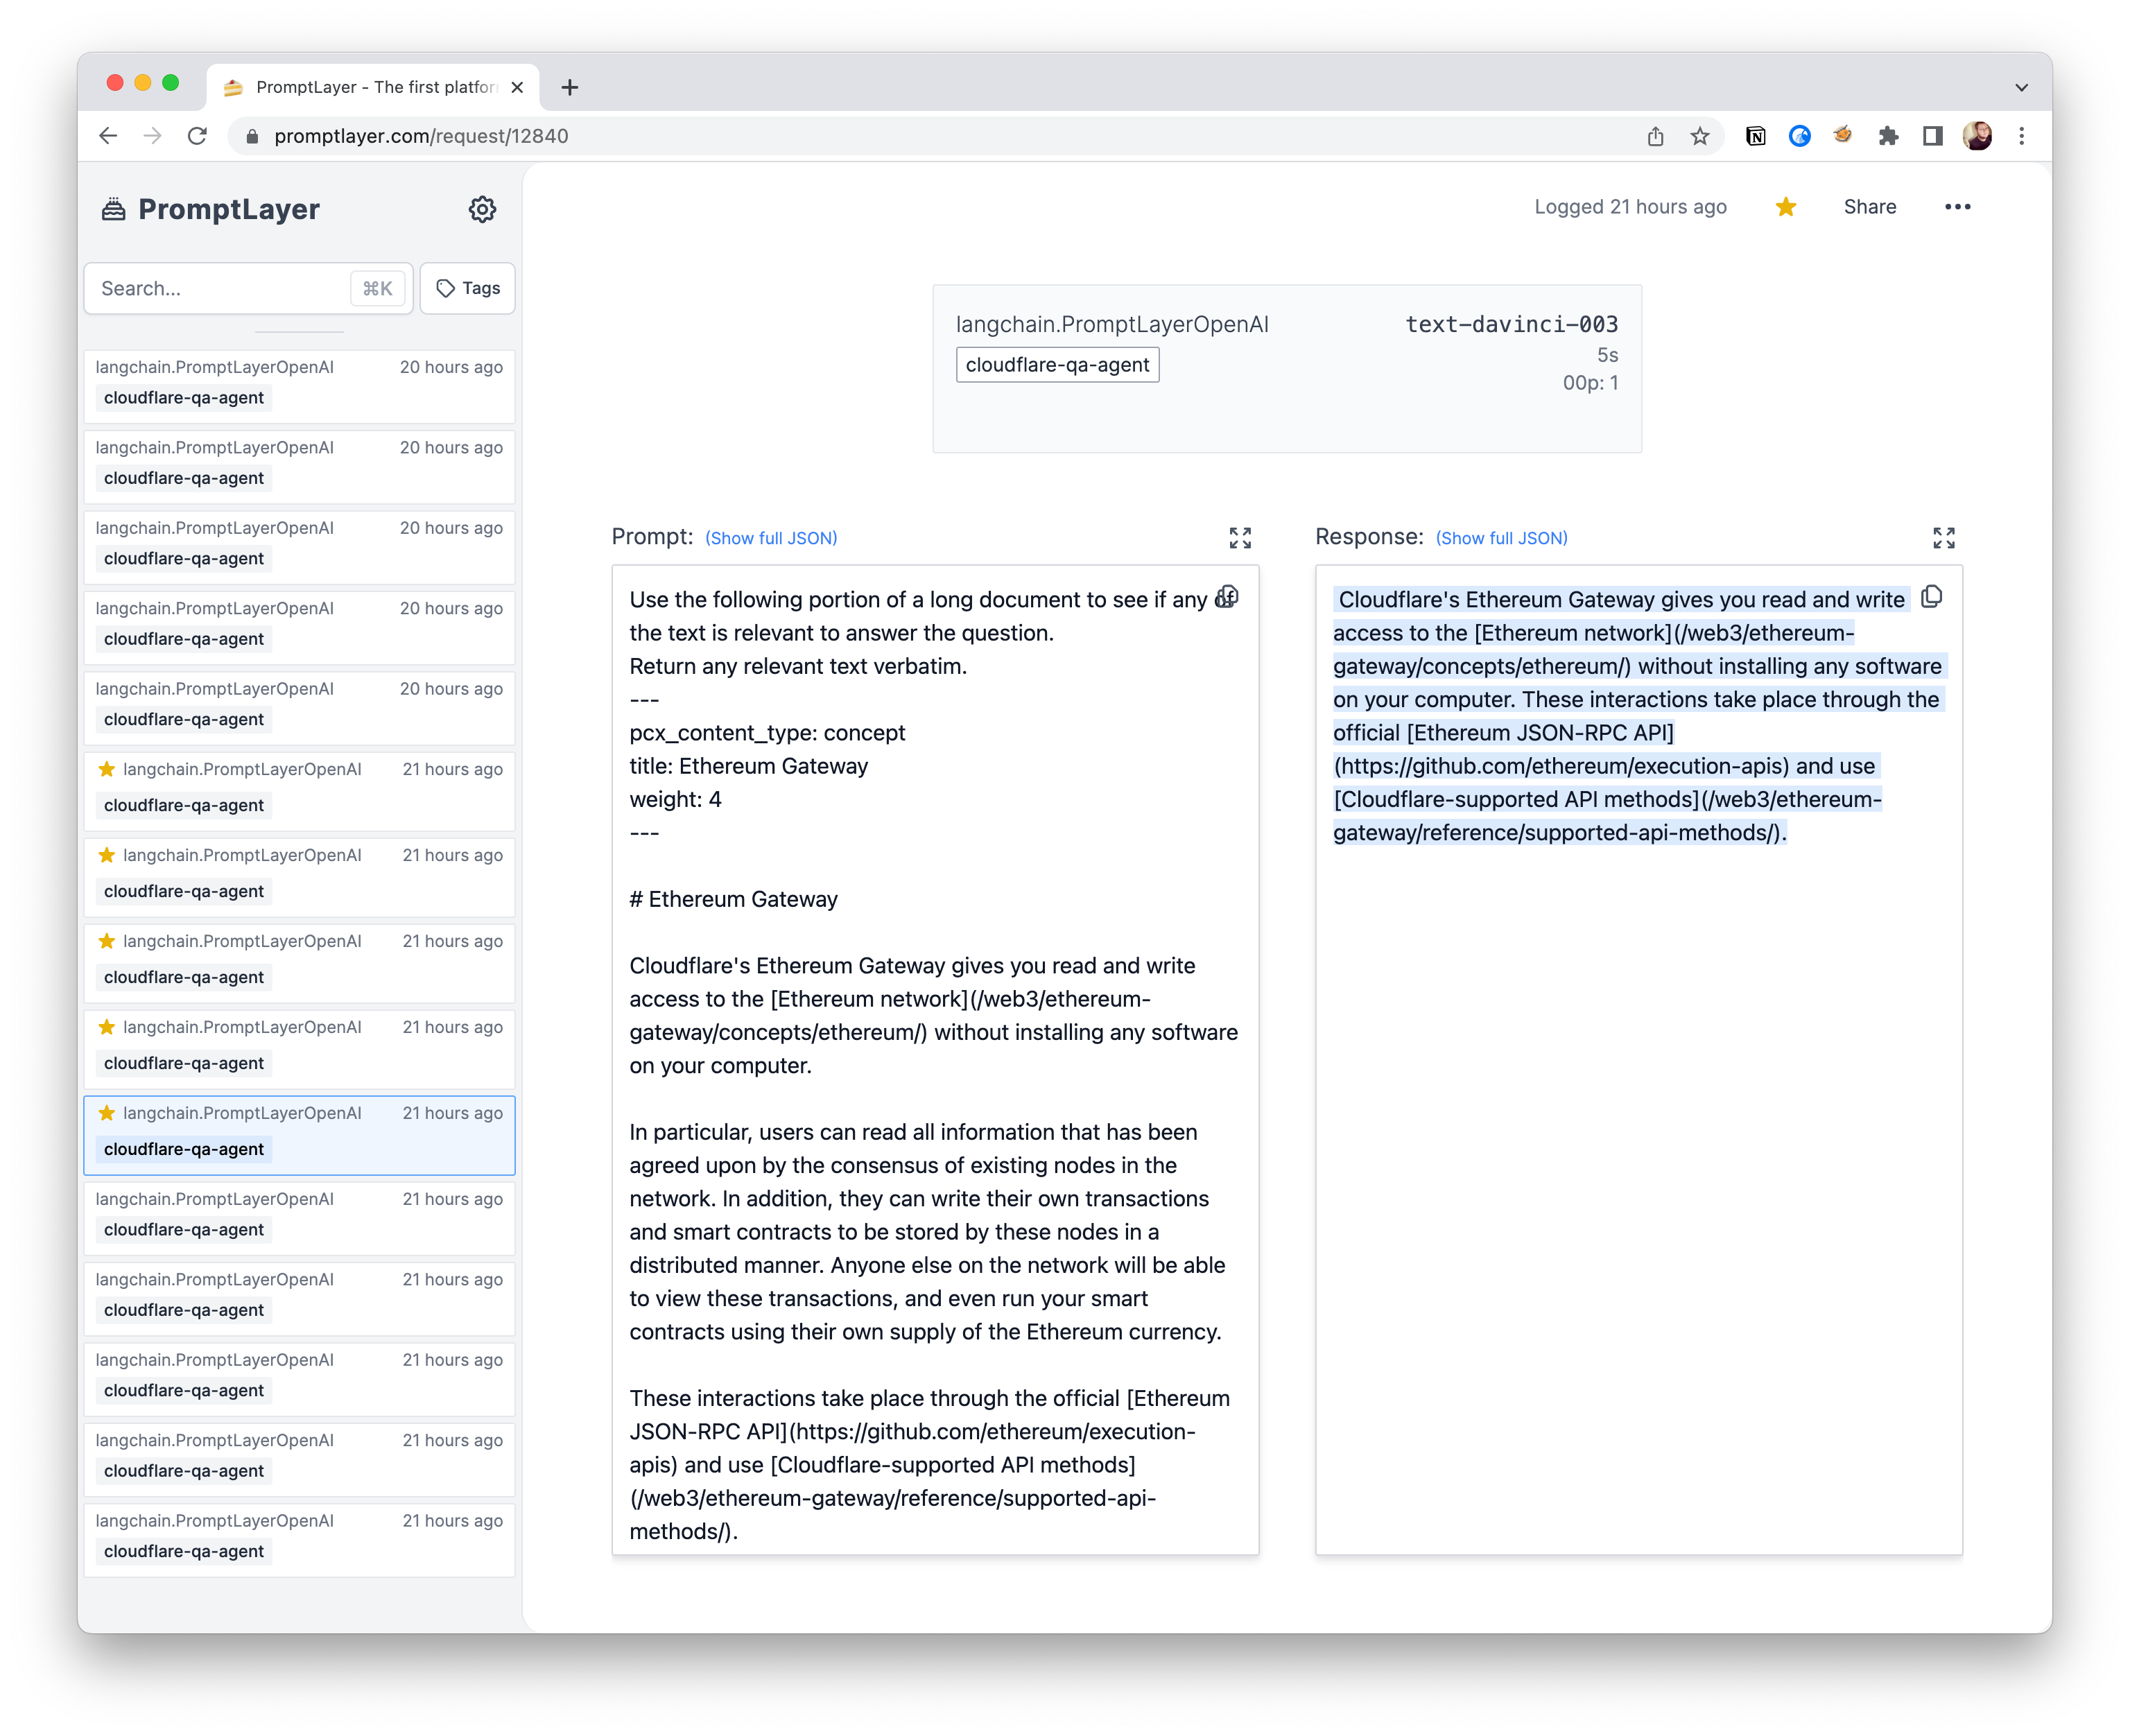 PromptLayer - The first platfor
promptlayer.com/request/12840
PromptLayer
Search...
⌘K
Tags
langchain.PromptLayerOpenAI 20 hours ago
cloudflare-qa-agent
langchain.PromptLayerOpenAI 20 hours ago
cloudflare-qa-agent
langchain.PromptLayerOpenAI 20 hours ago
cloudflare-qa-agent
langchain.PromptLayerOpenAI 20 hours ago
cloudflare-qa-agent
langchain.PromptLayerOpenAI 20 hours ago
cloudflare-qa-agent
langchain.PromptLayerOpenAI 21 hours ago
cloudflare-qa-agent
langchain.PromptLayerOpenAI 21 hours ago
cloudflare-qa-agent
langchain.PromptLayerOpenAI 21 hours ago
cloudflare-qa-agent
langchain.PromptLayerOpenAI 21 hours ago
cloudflare-qa-agent
langchain.PromptLayerOpenAI 21 hours ago
cloudflare-qa-agent
langchain.PromptLayerOpenAI 21 hours ago
cloudflare-qa-agent
langchain.PromptLayerOpenAI 21 hours ago
cloudflare-qa-agent
langchain.PromptLayerOpenAI 21 hours ago
cloudflare-qa-agent
langchain.PromptLayerOpenAI 21 hours ago
cloudflare-qa-agent
langchain.PromptLayerOpenAI 21 hours ago
cloudflare-qa-agent
Logged 21 hours ago
Share
langchain.PromptLayerOpenAI
cloudflare-qa-agent
text-davinci-003
5s
00p: 1
Prompt: (Show full JSON)
Use the following portion of a long document to see if any of
the text is relevant to answer the question.
Return any relevant text verbatim.
---
pcx_content_type: concept
title: Ethereum Gateway
weight: 4
---
# Ethereum Gateway
Cloudflare's Ethereum Gateway gives you read and write
access to the [Ethereum network](/web3/ethereum-
gateway/concepts/ethereum/) without installing any software
on your computer.
In particular, users can read all information that has been
agreed upon by the consensus of existing nodes in the
network. In addition, they can write their own transactions
and smart contracts to be stored by these nodes in a
distributed manner. Anyone else on the network will be able
to view these transactions, and even run your smart
contracts using their own supply of the Ethereum currency.
These interactions take place through the official [Ethereum
JSON-RPC API](https://github.com/ethereum/execution-
apis) and use [Cloudflare-supported API methods]
(/web3/ethereum-gateway/reference/supported-api-
methods/).
Response: (Show full JSON)
Cloudflare's Ethereum Gateway gives you read and write
access to the [Ethereum network](/web3/ethereum-
gateway/concepts/ethereum/) without installing any software
on your computer. These interactions take place through the
official [Ethereum JSON-RPC API]
(https://github.com/ethereum/execution-apis) and use
[Cloudflare-supported API methods](/web3/ethereum-
gateway/reference/supported-api-methods/).